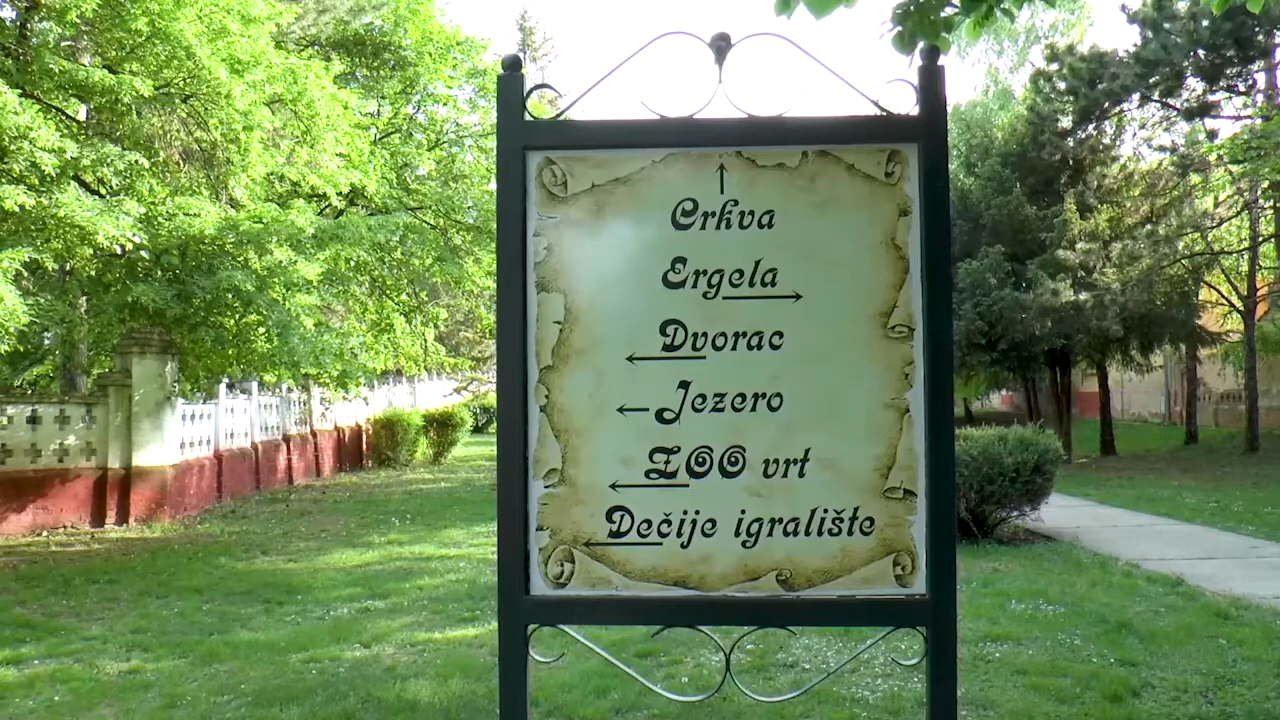 Crkva
Ergela
Dvorac
Jezero
ZOO vrt
Dečije igralište